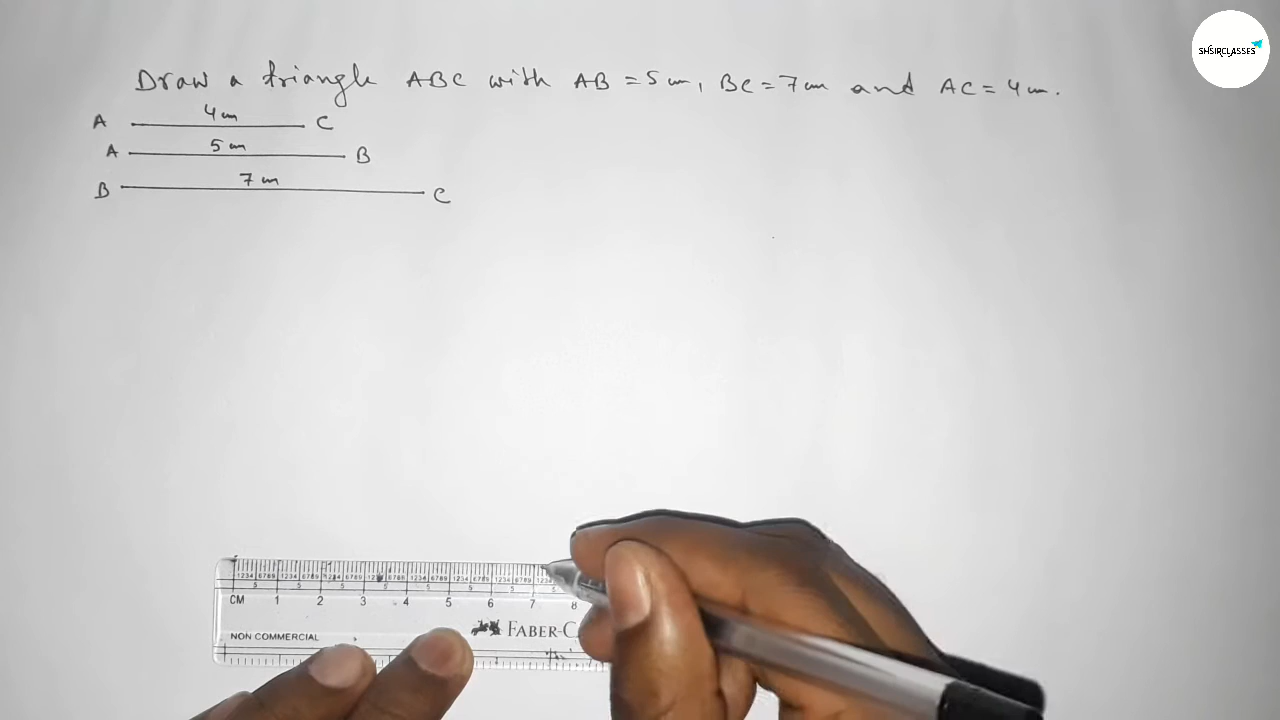 SHSIRCLASSES
Draw a triangle ABC with AB = 5 cm, BC = 7 cm and AC = 4 cm.
4 cm
A C
5 cm
A B
7 cm
B C
CM 1 2 3 4 5 6 7 8
NON COMMERCIAL
FABER-C